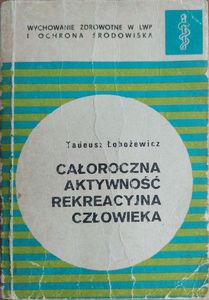 WYCHOWANIE ZDROWOTNE W LWP
I OCHRONA ŚRODOWISKA
Tadeusz Łobożewicz
CAŁOROCZNA
AKTYWNOŚĆ
REKREACYJNA
CZŁOWIEKA